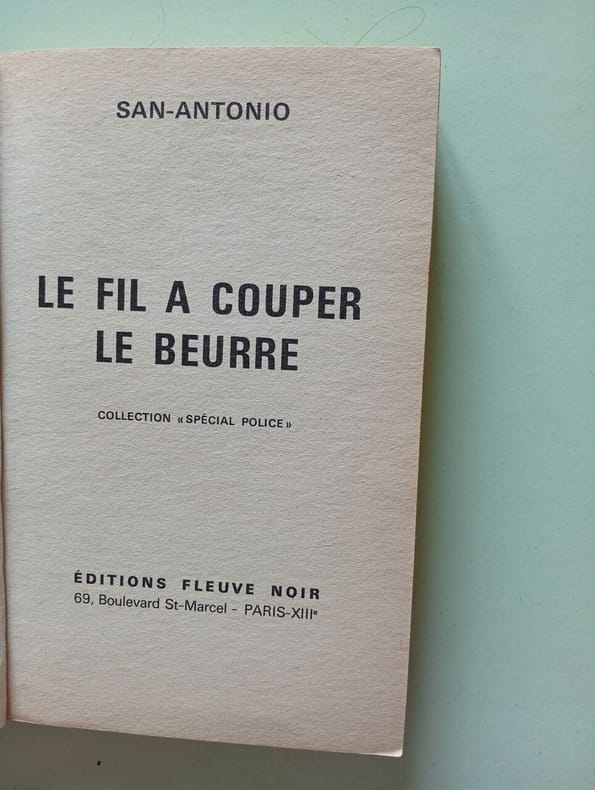 SAN-ANTONIO
LE FIL A COUPER
LE BEURRE
COLLECTION «SPÉCIAL POLICE»
ÉDITIONS FLEUVE NOIR
69, Boulevard St-Marcel - PARIS-XIIIᵉ